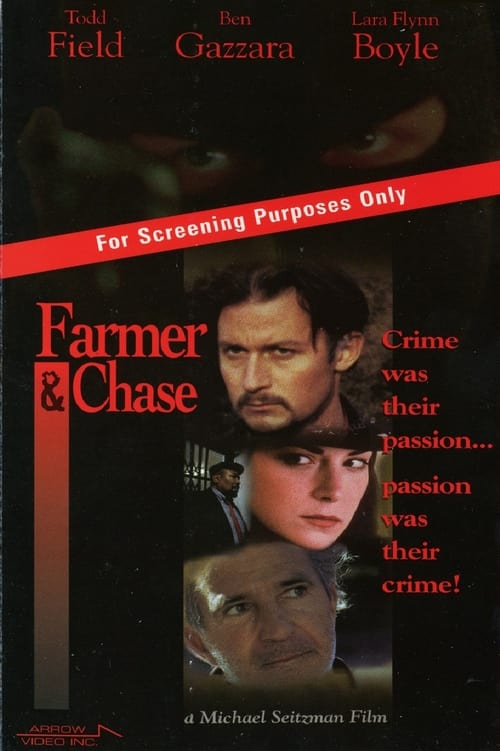 Todd Ben Lara Flynn
Field Gazzara Boyle
For Screening Purposes Only
Farmer
& Chase
Crime
was
their
passion...
passion
was
their
crime!
a Michael Seitzman Film
ARROW
VIDEO INC.